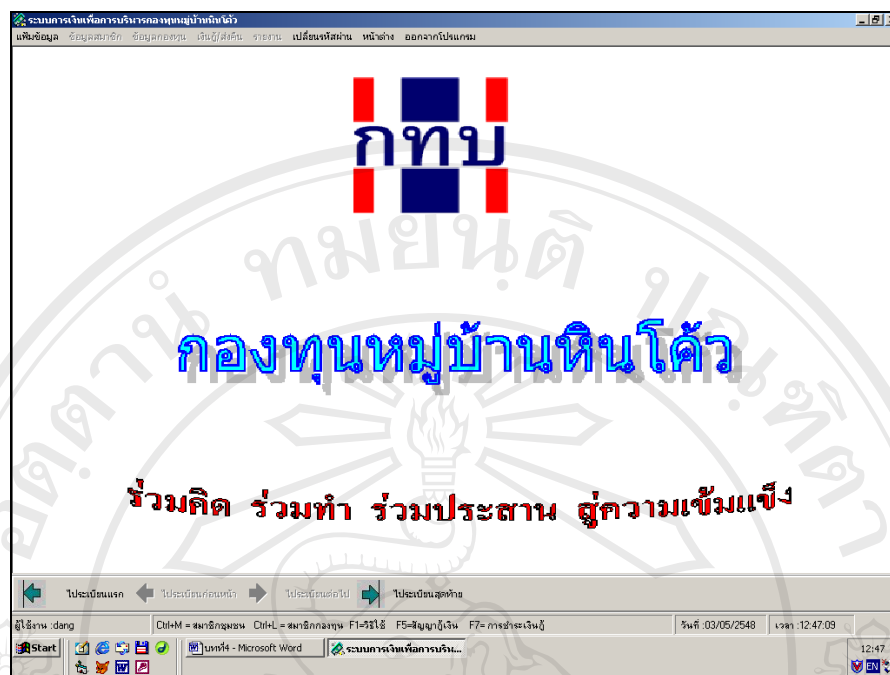 ระบบการเงินเพื่อการบริหารกองทุนหมู่บ้านหินโค้ว
แฟ้มข้อมูล ข้อมูลสมาชิก ข้อมูลกองทุน เงินกู้/ส่งคืน รายงาน เปลี่ยนรหัสผ่าน หน้าต่าง ออกจากโปรแกรม
กทบ
กองทุนหมู่บ้านหินโค้ว
ร่วมคิด ร่วมทำ ร่วมประสาน สู่ความเข้มแข็ง
ไประเบียนแรก ไประเบียนก่อนหน้า ไประเบียนต่อไป ไประเบียนสุดท้าย
ผู้ใช้งาน :dang Ctrl+M = สมาชิกชุมชน Ctrl+L = สมาชิกกองทุน F1=วิธีใช้ F5=สัญญากู้เงิน F7= การชำระเงินกู้ วันที่ :03/05/2548 เวลา :12:47:09
Start บทที่4 - Microsoft Word ระบบการเงินเพื่อการบริห... 12:47
EN